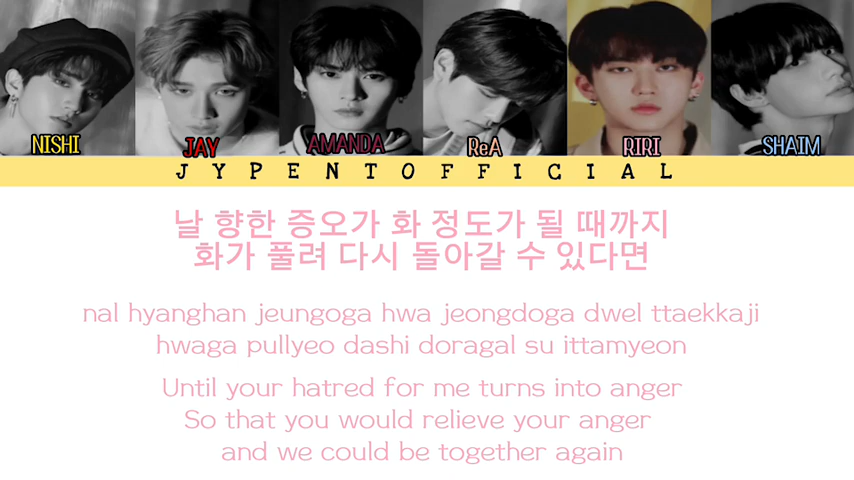 NISHI
JAY
AMANDA
ReA
RIRI
SHAIM
JYPENTOFFICIAL
날 향한 증오가 화 정도가 될 때까지
화가 풀려 다시 돌아갈 수 있다면
nal hyanghan jeungoga hwa jeongdoga dwel ttaekkaji
hwaga pullyeo dashi doragal su ittamyeon
Until your hatred for me turns into anger
So that you would relieve your anger
and we could be together again